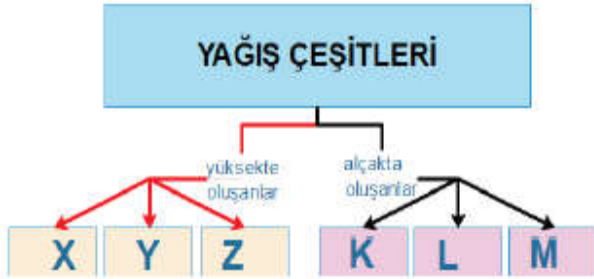 YAĞIŞ ÇEŞİTLERİ
yüksekte
oluşanlar
alçakta
oluşanlar
X Y Z K L M